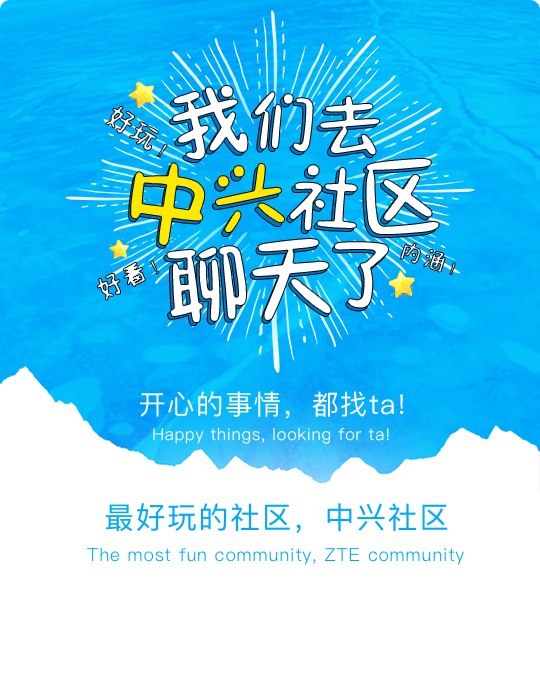 好玩！
我们去
中兴社区
好看！
聊天了
内涵！
开心的事情，都找ta!
Happy things, looking for ta!
最好玩的社区，中兴社区
The most fun community, ZTE community